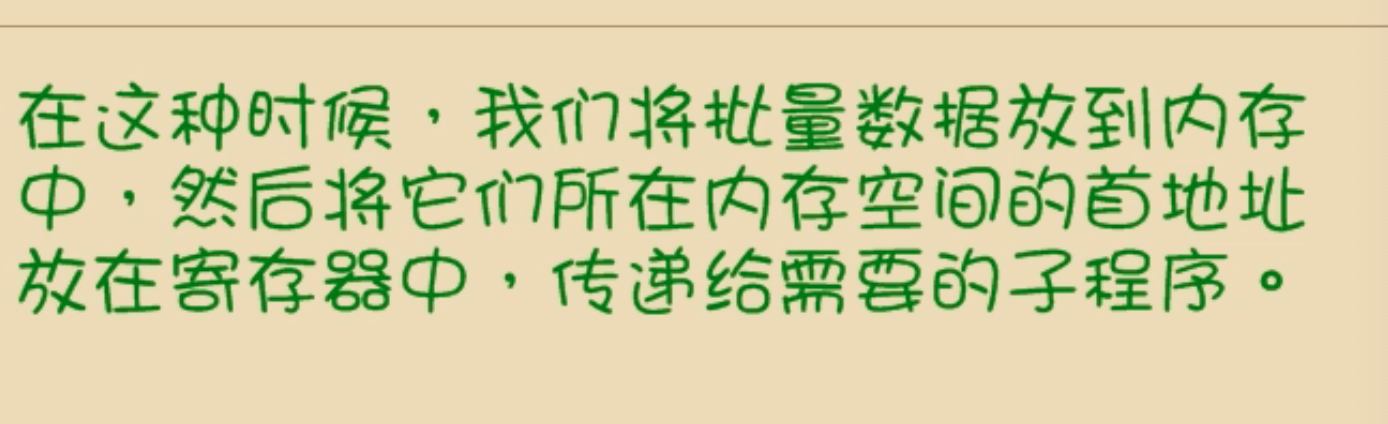 在这种时候，我们将批量数据放到内存
中，然后将它们所在内存空间的首地址
放在寄存器中，传递给需要的子程序。